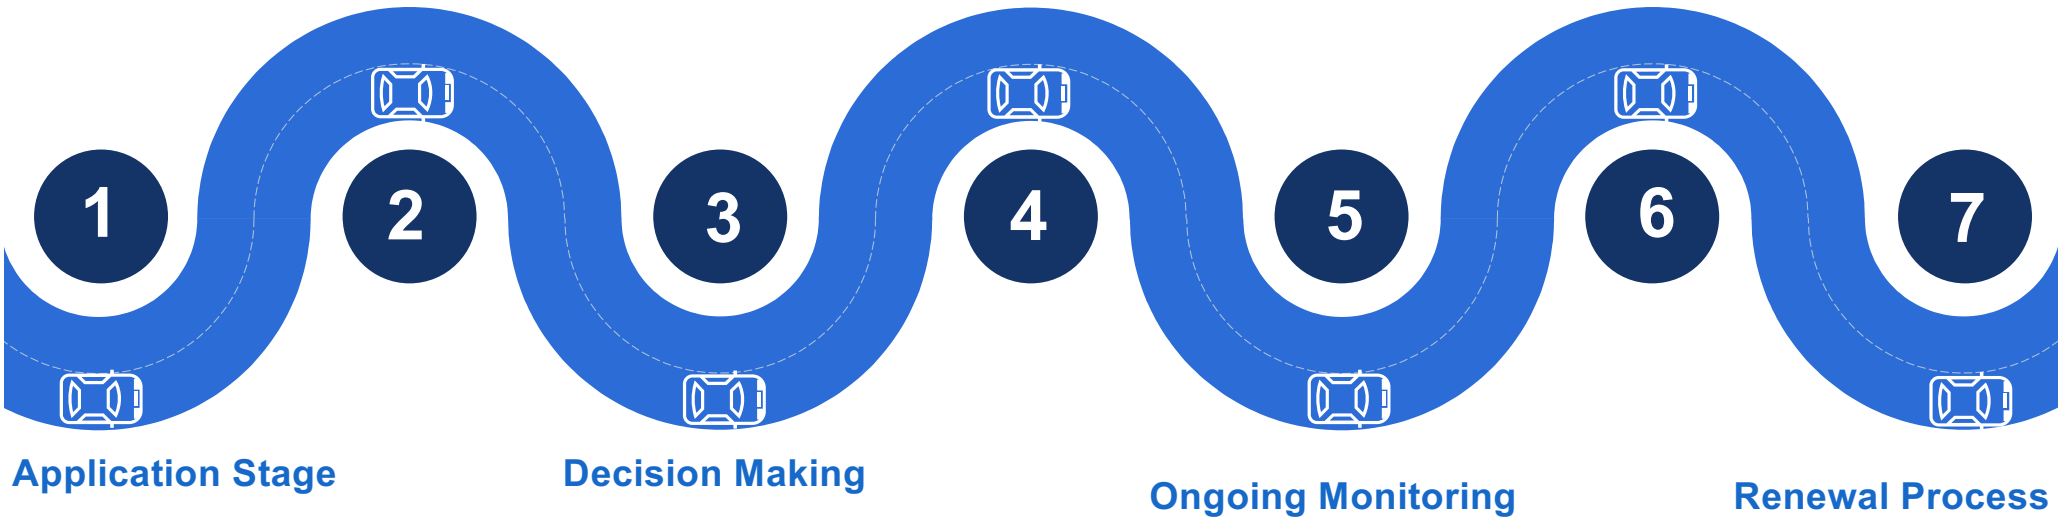 1
2
3
4
5
6
7
Application Stage
Decision Making
Ongoing Monitoring
Renewal Process